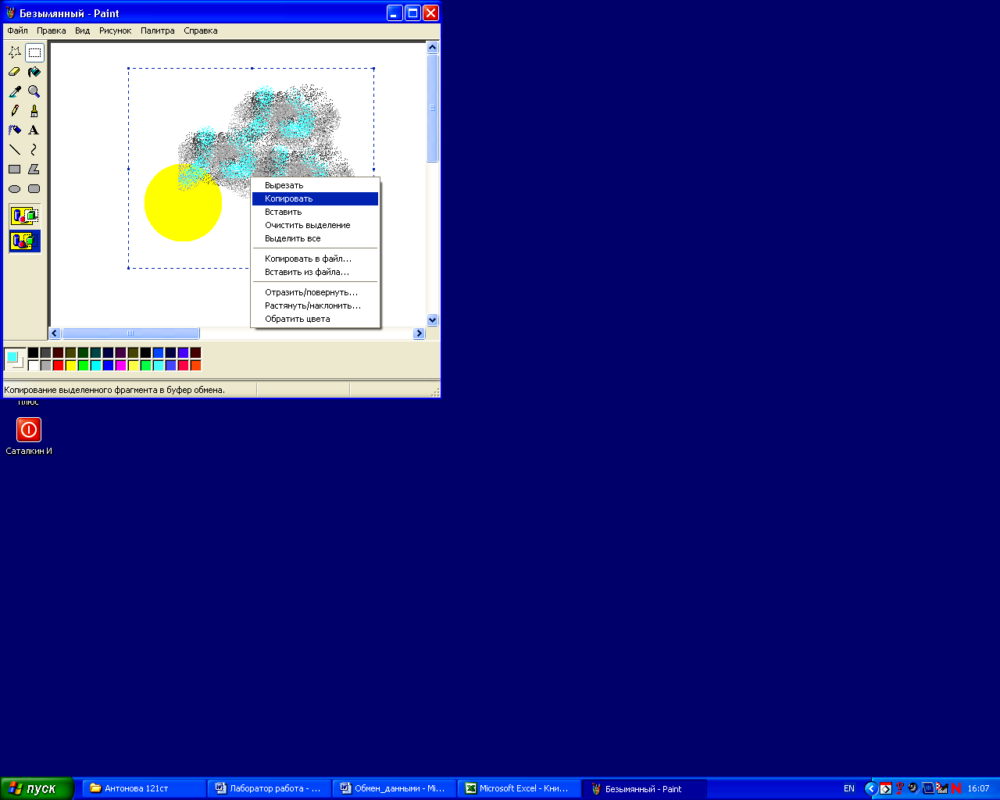 Безымянный - Paint
Файл Правка Вид Рисунок Палитра Справка
Вырезать
Копировать
Вставить
Очистить выделение
Выделить все
Копировать в файл...
Вставить из файла...
Отразить/повернуть...
Растянуть/наклонить...
Обратить цвета
Копирование выделенного фрагмента в буфер обмена.
плюс
Саталкин И
пуск
Антонова 121ст
Лаборатор работа - ...
Обмен_данными - Mi...
Microsoft Excel - Кни...
Безымянный - Paint
EN
16:07